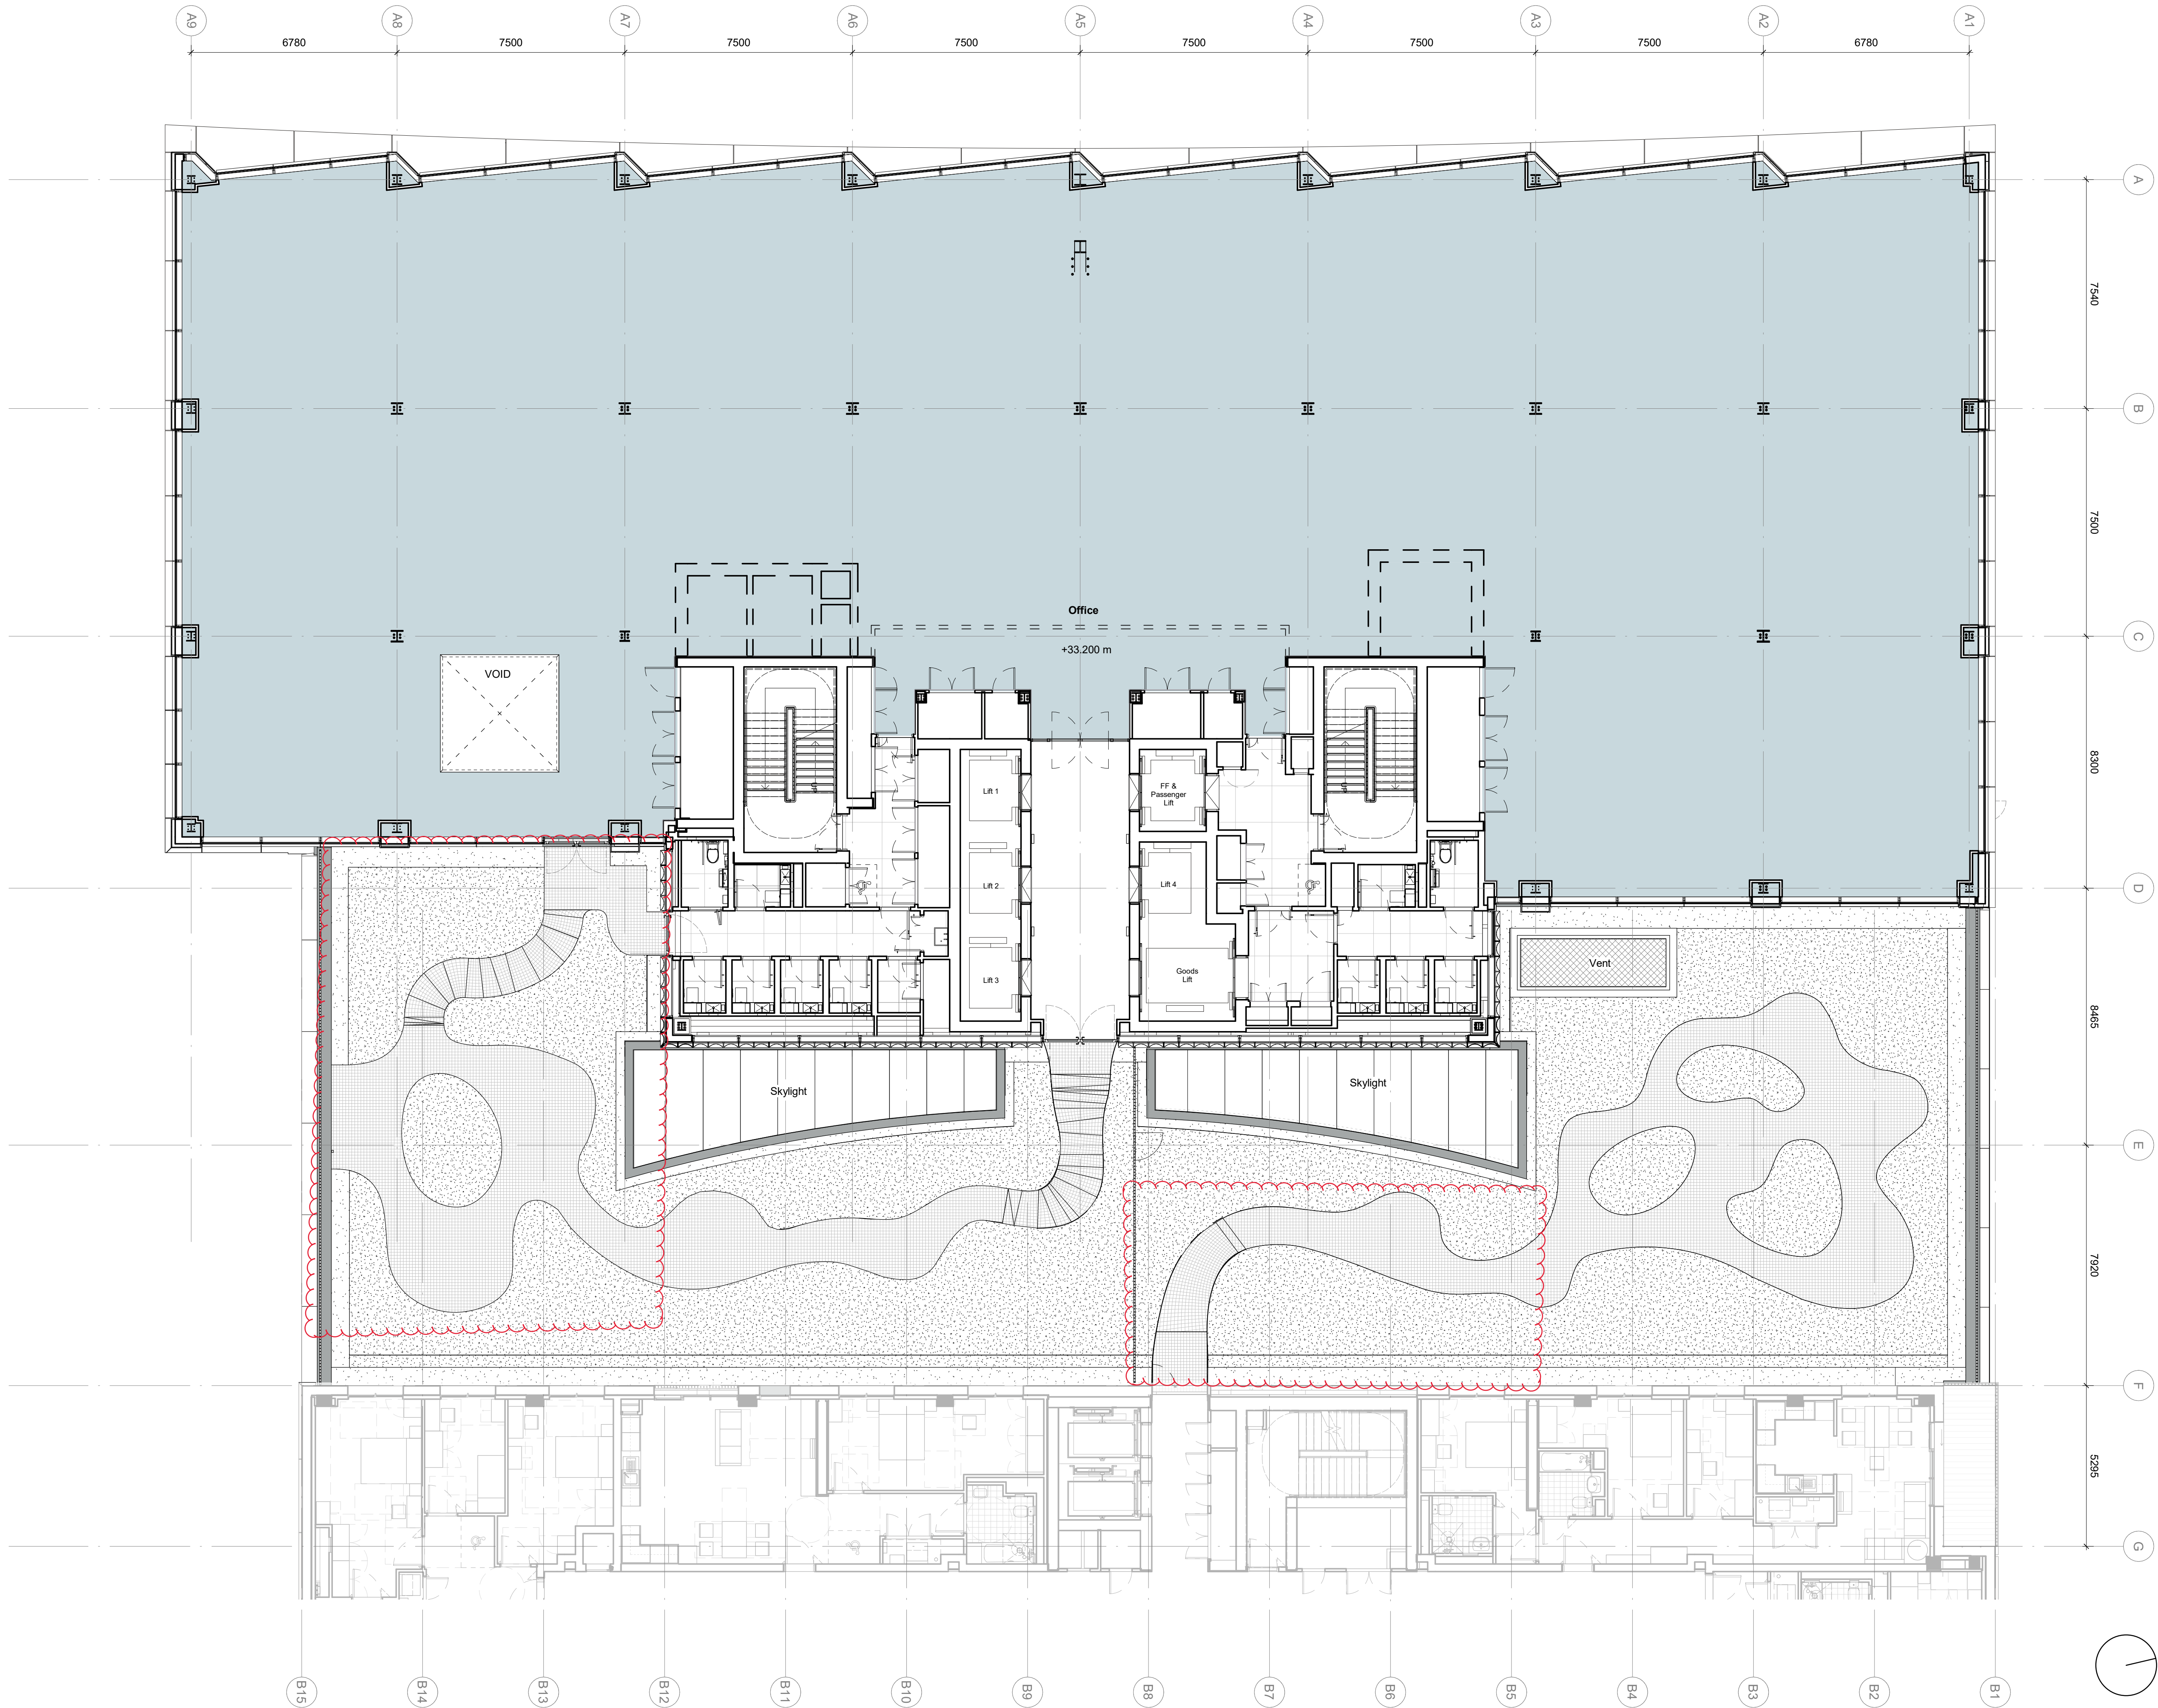 A9 A8 A7 A6 A5 A4 A3 A2 A1
6780 7500 7500 7500 7500 7500 7500 6780
A
7540
B
7500
Office
C
+33.200 m
VOID
8300
UP
UP
Lift 1
FF &
Passenger
Lift
Lift 2
Lift 4
D
Vent
Lift 3
Goods
Lift
8465
Skylight
Skylight
E
7920
F
5295
G
B15 B14 B13 B12 B11 B10 B9 B8 B7 B6 B5 B4 B3 B2 B1